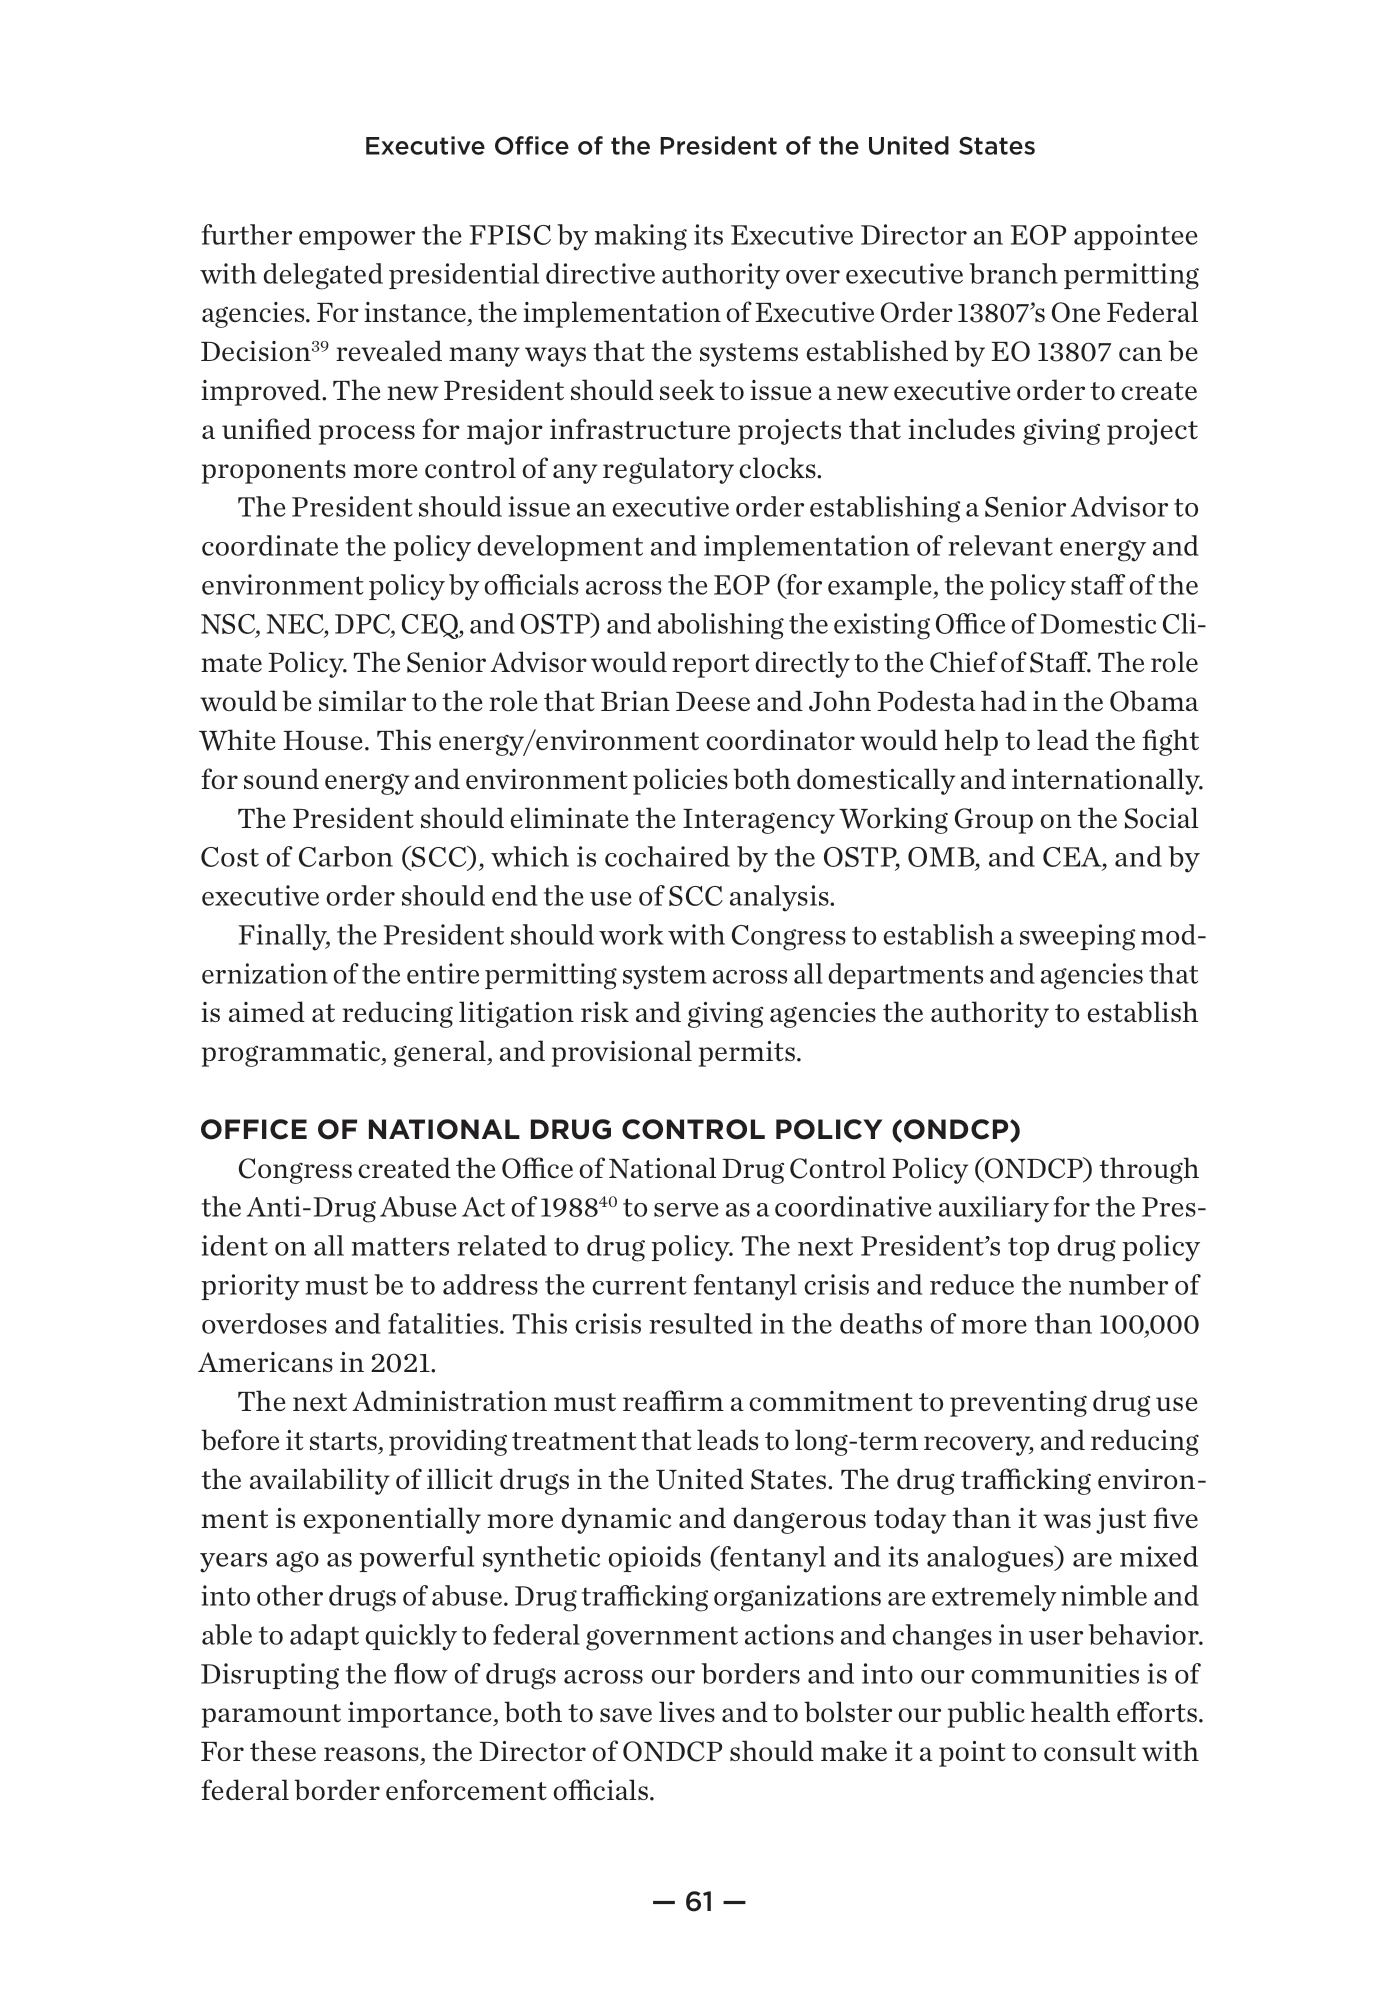 Executive Office of the President of the United States
further empower the FPISC by making its Executive Director an EOP appointee
with delegated presidential directive authority over executive branch permitting
agencies. For instance, the implementation of Executive Order 13807’s One Federal
Decision³⁹ revealed many ways that the systems established by EO 13807 can be
improved. The new President should seek to issue a new executive order to create
a unified process for major infrastructure projects that includes giving project
proponents more control of any regulatory clocks.
The President should issue an executive order establishing a Senior Advisor to
coordinate the policy development and implementation of relevant energy and
environment policy by officials across the EOP (for example, the policy staff of the
NSC, NEC, DPC, CEQ, and OSTP) and abolishing the existing Office of Domestic Cli-
mate Policy. The Senior Advisor would report directly to the Chief of Staff. The role
would be similar to the role that Brian Deese and John Podesta had in the Obama
White House. This energy/environment coordinator would help to lead the fight
for sound energy and environment policies both domestically and internationally.
The President should eliminate the Interagency Working Group on the Social
Cost of Carbon (SCC), which is cochaired by the OSTP, OMB, and CEA, and by
executive order should end the use of SCC analysis.
Finally, the President should work with Congress to establish a sweeping mod-
ernization of the entire permitting system across all departments and agencies that
is aimed at reducing litigation risk and giving agencies the authority to establish
programmatic, general, and provisional permits.
OFFICE OF NATIONAL DRUG CONTROL POLICY (ONDCP)
Congress created the Office of National Drug Control Policy (ONDCP) through
the Anti-Drug Abuse Act of 1988⁴⁰ to serve as a coordinative auxiliary for the Pres-
ident on all matters related to drug policy. The next President’s top drug policy
priority must be to address the current fentanyl crisis and reduce the number of
overdoses and fatalities. This crisis resulted in the deaths of more than 100,000
Americans in 2021.
The next Administration must reaffirm a commitment to preventing drug use
before it starts, providing treatment that leads to long-term recovery, and reducing
the availability of illicit drugs in the United States. The drug trafficking environ-
ment is exponentially more dynamic and dangerous today than it was just five
years ago as powerful synthetic opioids (fentanyl and its analogues) are mixed
into other drugs of abuse. Drug trafficking organizations are extremely nimble and
able to adapt quickly to federal government actions and changes in user behavior.
Disrupting the flow of drugs across our borders and into our communities is of
paramount importance, both to save lives and to bolster our public health efforts.
For these reasons, the Director of ONDCP should make it a point to consult with
federal border enforcement officials.
— 61 —